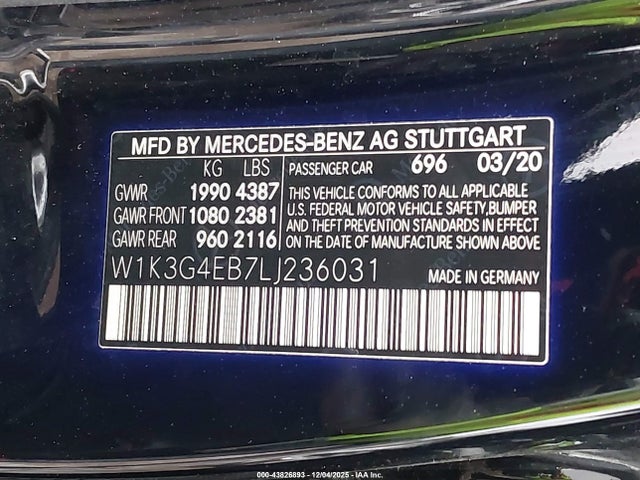 MFD BY MERCEDES-BENZ AG STUTTGART
KG LBS
GVWR 1990 4387
GAWR FRONT 1080 2381
GAWR REAR 960 2116
PASSENGER CAR 696 03/20
THIS VEHICLE CONFORMS TO ALL APPLICABLE
U.S. FEDERAL MOTOR VEHICLE SAFETY, BUMPER
AND THEFT PREVENTION STANDARDS IN EFFECT
ON THE DATE OF MANUFACTURE SHOWN ABOVE
W1K3G4EB7LJ236031
MADE IN GERMANY
000-43826893 - 12/04/2025 - IAA Inc.